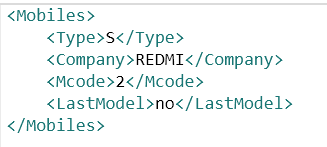 <Mobiles>
<Type>S</Type>
<Company>REDMI</Company>
<Mcode>2</Mcode>
<LastModel>no</LastModel>
</Mobiles>